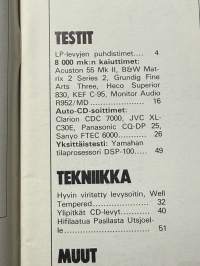 TESTIT
LP-levyjen puhdistimet .... 4
8 000 mk:n kaiuttimet:
Acuston 55 Mk II, B&W Mat-
rix 2 Series 2, Grundig Fine
Arts Three, Heco Superior
830, KEF C-95, Monitor Audio
R952/MD ................ 16
Auto-CD-soittimet:
Clarion CDC 7000, JVC XL-
C30E, Panasonic CQ-DP 25,
Sanyo FTEC 6000 .......... 26
Yksittäistesti: Yamahan
tilaprosessori DSP-100 ..... 49
TEKNIIKKA
Hyvin viritetty levysoitin, Well
Tempered ................ 32
Ylipitkät CD-levyt .......... 40
Hifilaatua Pasilasta Utsjoel-
le ....................... 51
MUUT